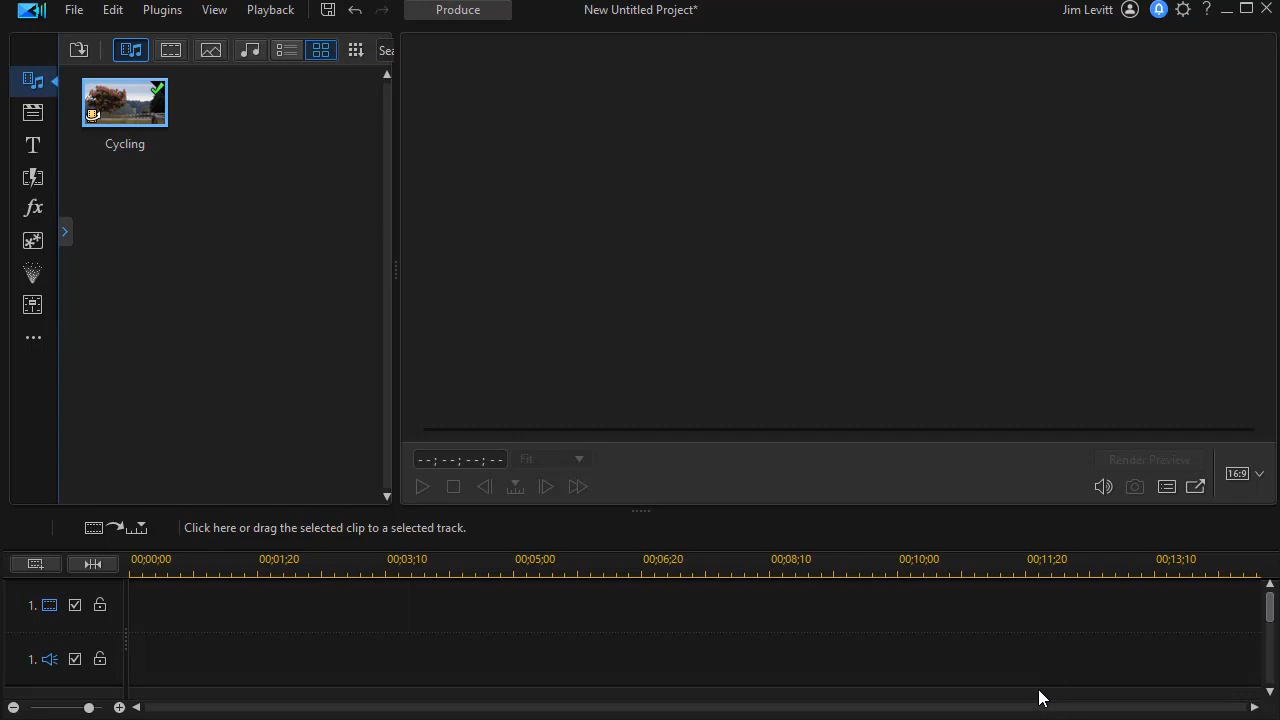 File Edit Plugins View Playback Produce New Untitled Project* Jim Levitt
Sea
Cycling
T
fx
--;--;--;-- Fit Render Preview
16:9
Click here or drag the selected clip to a selected track.
00;00;00 00;01;20 00;03;10 00;05;00 00;06;20 00;08;10 00;10;00 00;11;20 00;13;10
1.
1.